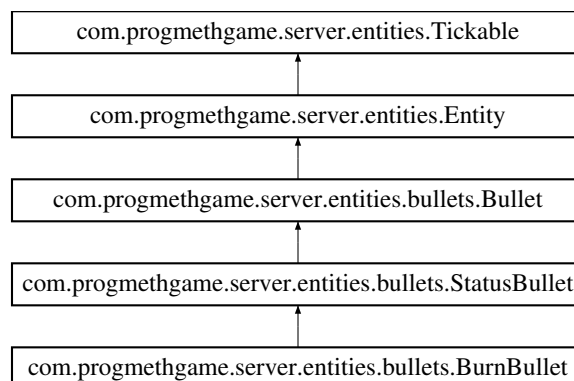 com.progmethgame.server.entities.Tickable
com.progmethgame.server.entities.Entity
com.progmethgame.server.entities.bullets.Bullet
com.progmethgame.server.entities.bullets.StatusBullet
com.progmethgame.server.entities.bullets.BurnBullet